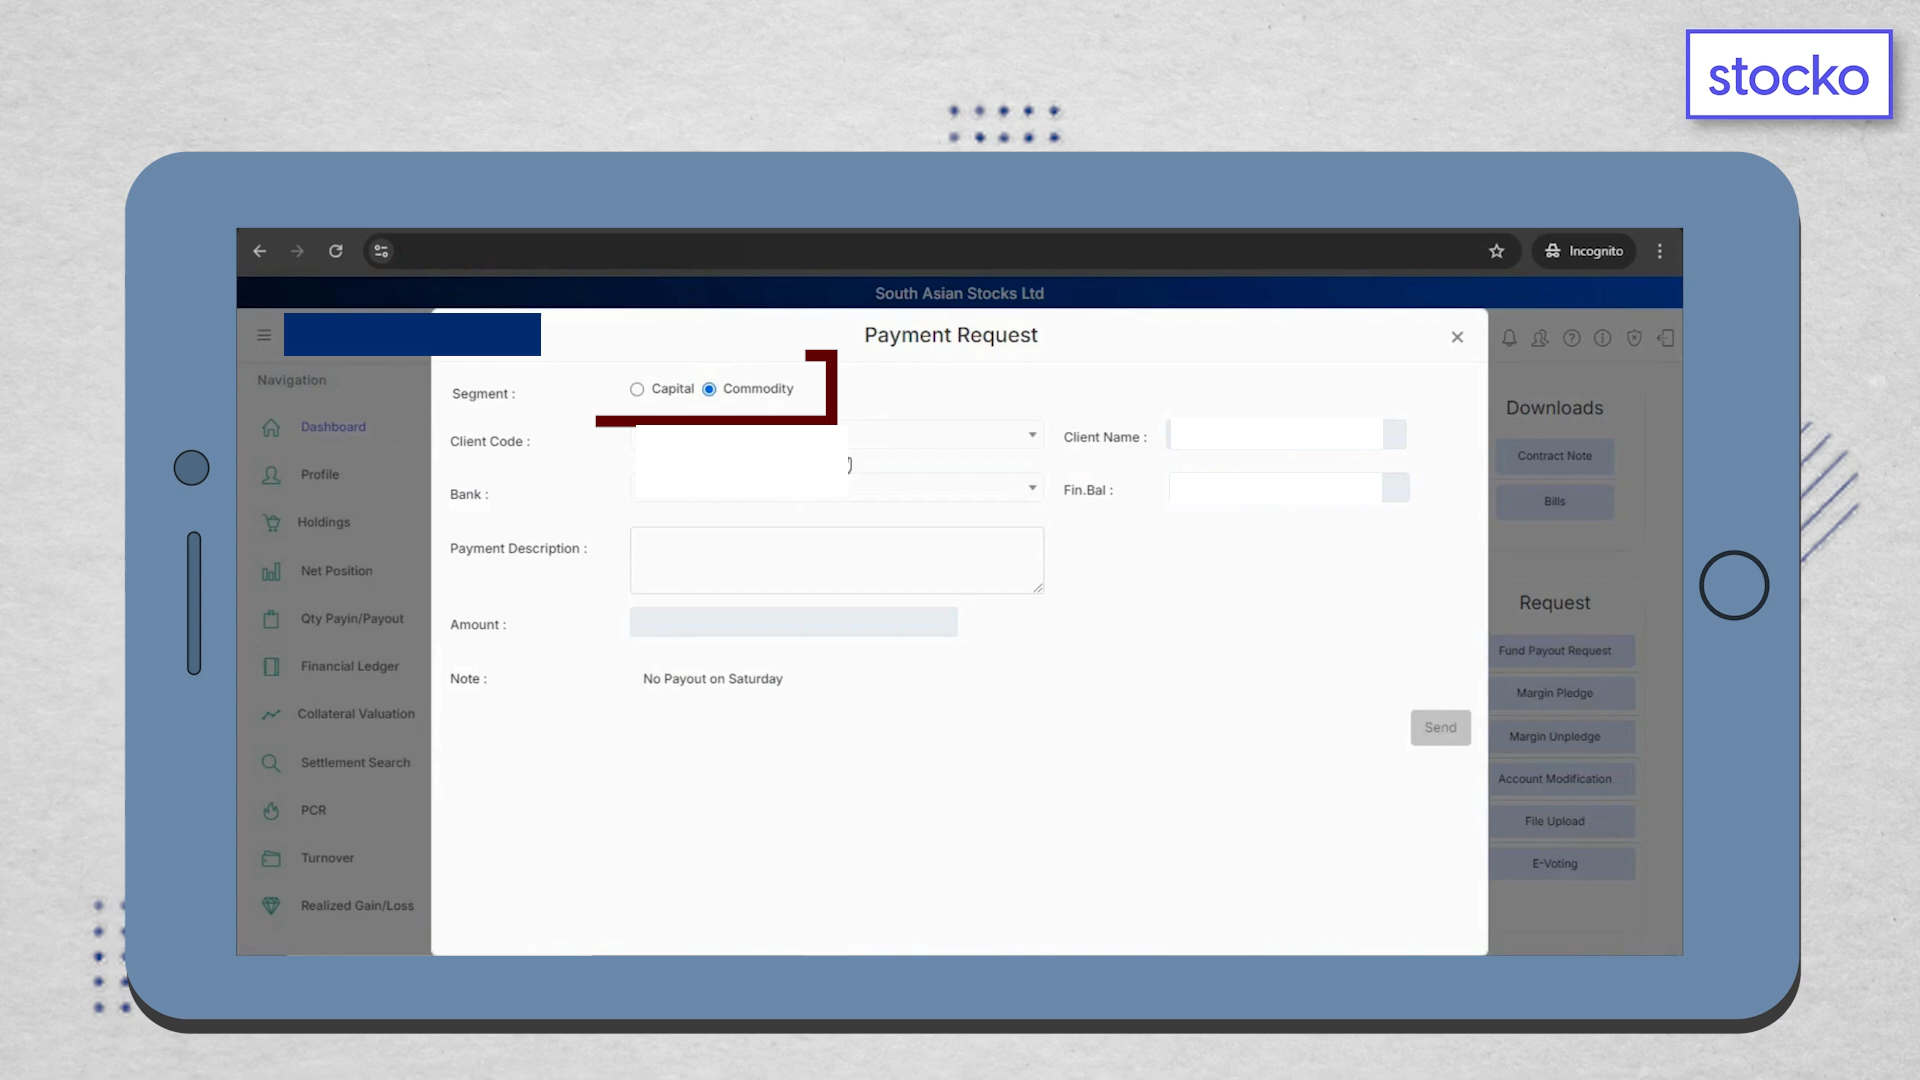 stocko
Incognito
South Asian Stocks Ltd
Payment Request
Navigation
Dashboard
Profile
Holdings
Net Position
Qty Payin/Payout
Financial Ledger
Collateral Valuation
Settlement Search
PCR
Turnover
Realized Gain/Loss
Segment :
Capital
Commodity
Client Code :
Client Name :
Bank :
Fin.Bal :
Payment Description :
Amount :
Note :
No Payout on Saturday
Send
Downloads
Contract Note
Bills
Request
Fund Payout Request
Margin Pledge
Margin Unpledge
Account Modification
File Upload
E-Voting